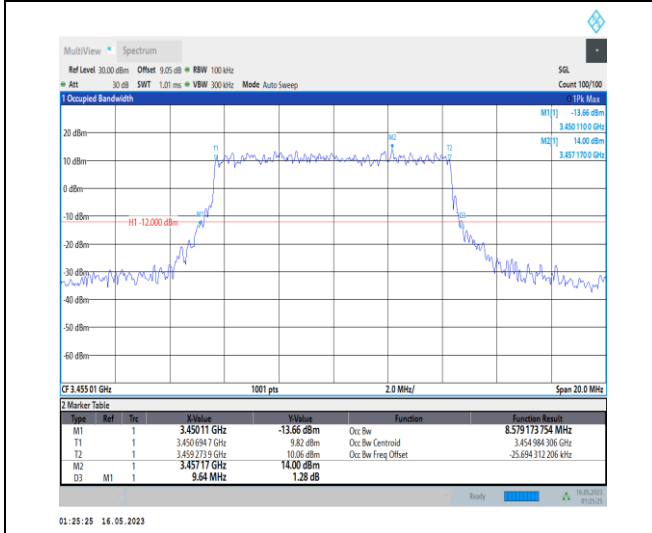 MultiView Spectrum
Ref Level 30.00 dBm Offset 9.05 dB RBW 100 kHz SGL
Att 30 dB SWT 1.01 ms VBW 300 kHz Mode Auto Sweep Count 100/100
1 Occupied Bandwidth 1Pk Max
M1[1] -13.66 dBm
3.450 110 0 GHz
M2[1] 14.00 dBm
3.457 170 0 GHz
20 dBm
M2
T1 T2
10 dBm
0 dBm
-10 dBm
M1
H1 -12.000 dBm
-20 dBm
-30 dBm
-40 dBm
-50 dBm
-60 dBm
CF 3.455 01 GHz 1001 pts 2.0 MHz/ Span 20.0 MHz
2 Marker Table
Type Ref Trc X-Value Y-Value Function Function Result
M1 1 3.45011 GHz -13.66 dBm Occ Bw 8.579 173 754 MHz
T1 1 3.450 694 7 GHz 9.82 dBm Occ Bw Centroid 3.454 984 306 GHz
T2 1 3.459 273 9 GHz 10.06 dBm Occ Bw Freq Offset -25.694 312 206 kHz
M2 1 3.45717 GHz 14.00 dBm
D3 M1 1 9.64 MHz 1.28 dB
Ready 16.05.2023
01:25:25
01:25:25 16.05.2023